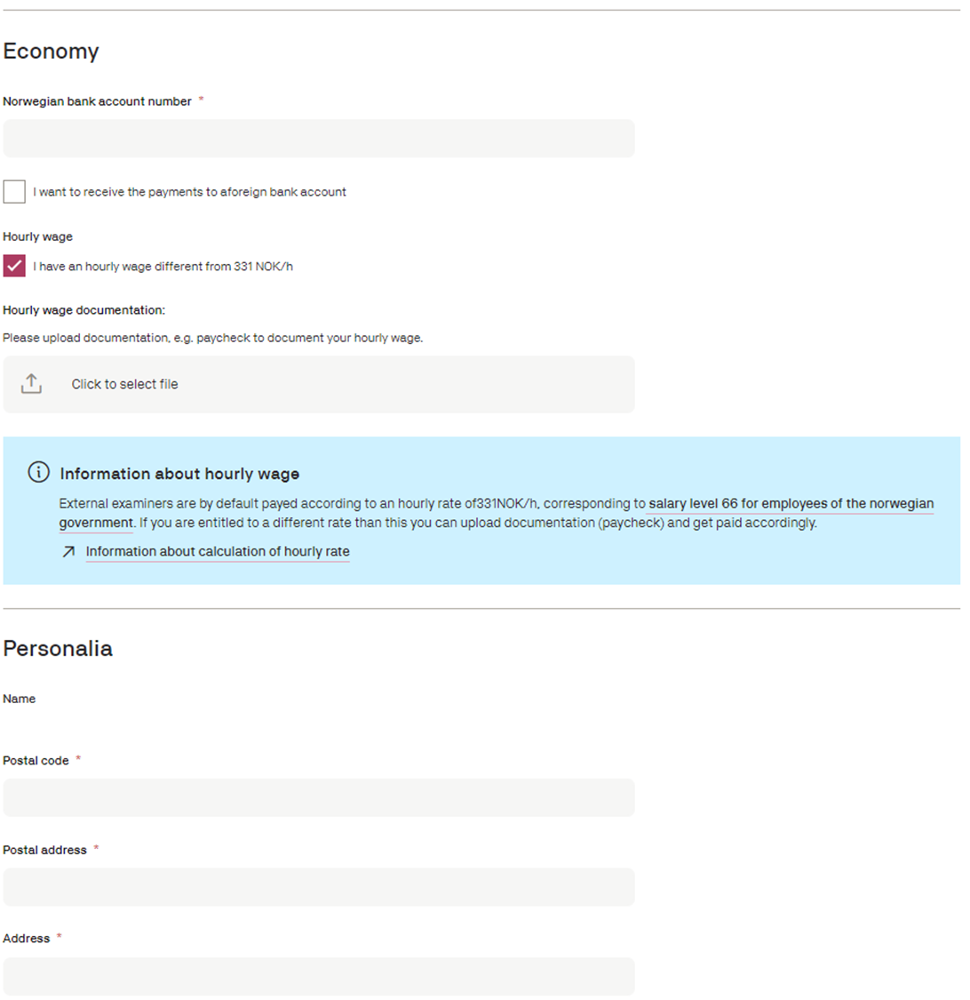 Economy
Norwegian bank account number *
I want to receive the payments to aforeign bank account
Hourly wage
I have an hourly wage different from 331 NOK/h
Hourly wage documentation:
Please upload documentation, e.g. paycheck to document your hourly wage.
Click to select file
Information about hourly wage
External examiners are by default payed according to an hourly rate of331NOK/h, corresponding to salary level 66 for employees of the norwegian
government. If you are entitled to a different rate than this you can upload documentation (paycheck) and get paid accordingly.
Information about calculation of hourly rate
Personalia
Name
Postal code *
Postal address *
Address *